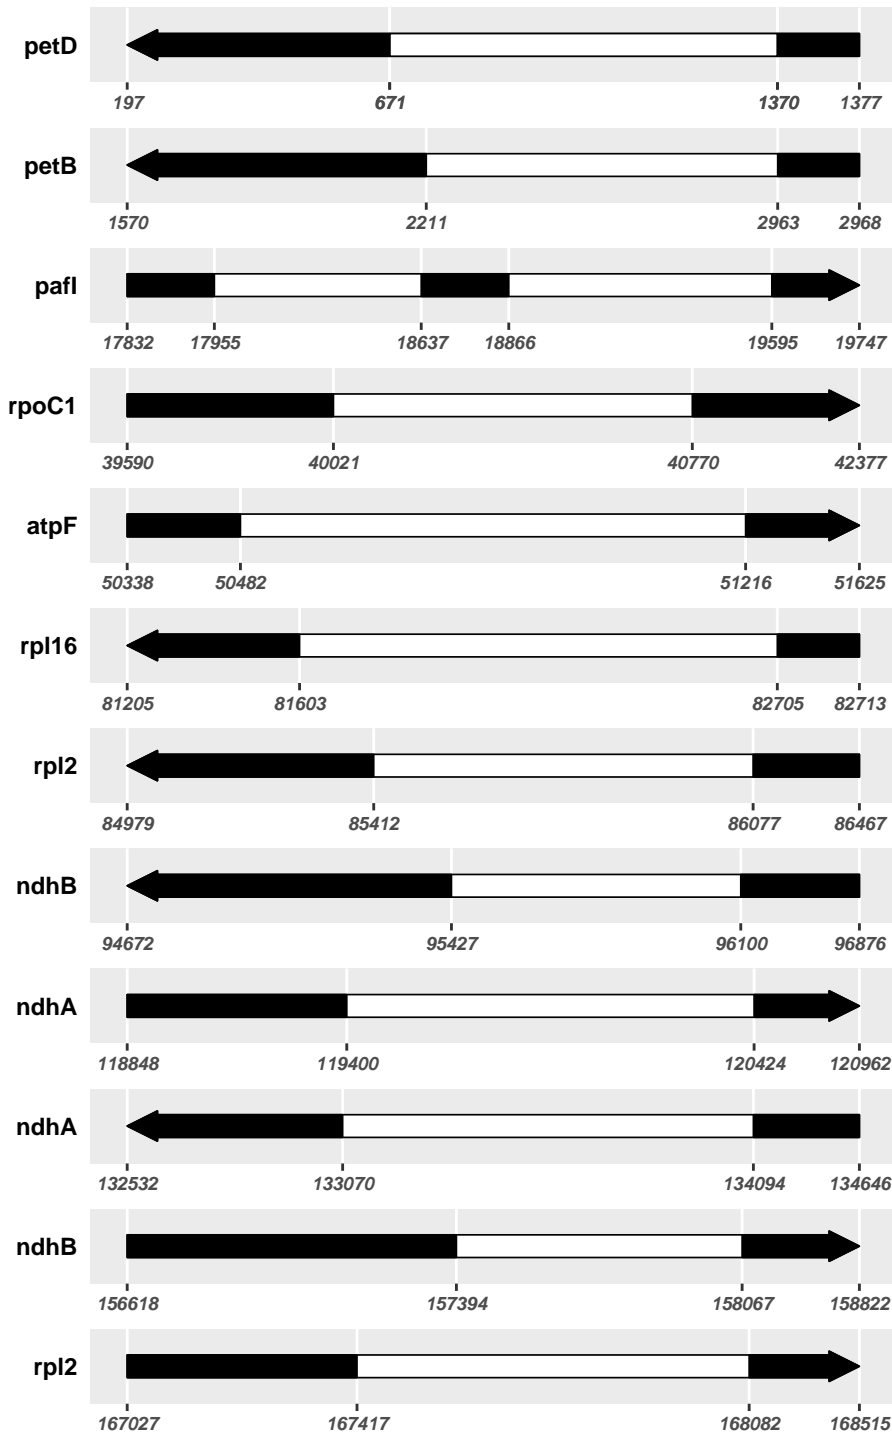 petD
197 671 1370 1377
petB
1570 2211 2963 2968
pafI
17832 17955 18637 18866 19595 19747
rpoC1
39590 40021 40770 42377
atpF
50338 50482 51216 51625
rpl16
81205 81603 82705 82713
rpl2
84979 85412 86077 86467
ndhB
94672 95427 96100 96876
ndhA
118848 119400 120424 120962
ndhA
132532 133070 134094 134646
ndhB
156618 157394 158067 158822
rpl2
167027 167417 168082 168515